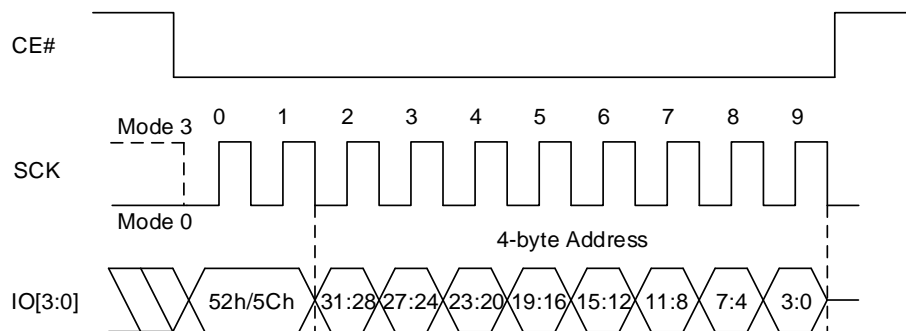 CE#
0 1 2 3 4 5 6 7 8 9
Mode 3
SCK
Mode 0
4-byte Address
IO[3:0] 52h/5Ch 31:28 27:24 23:20 19:16 15:12 11:8 7:4 3:0